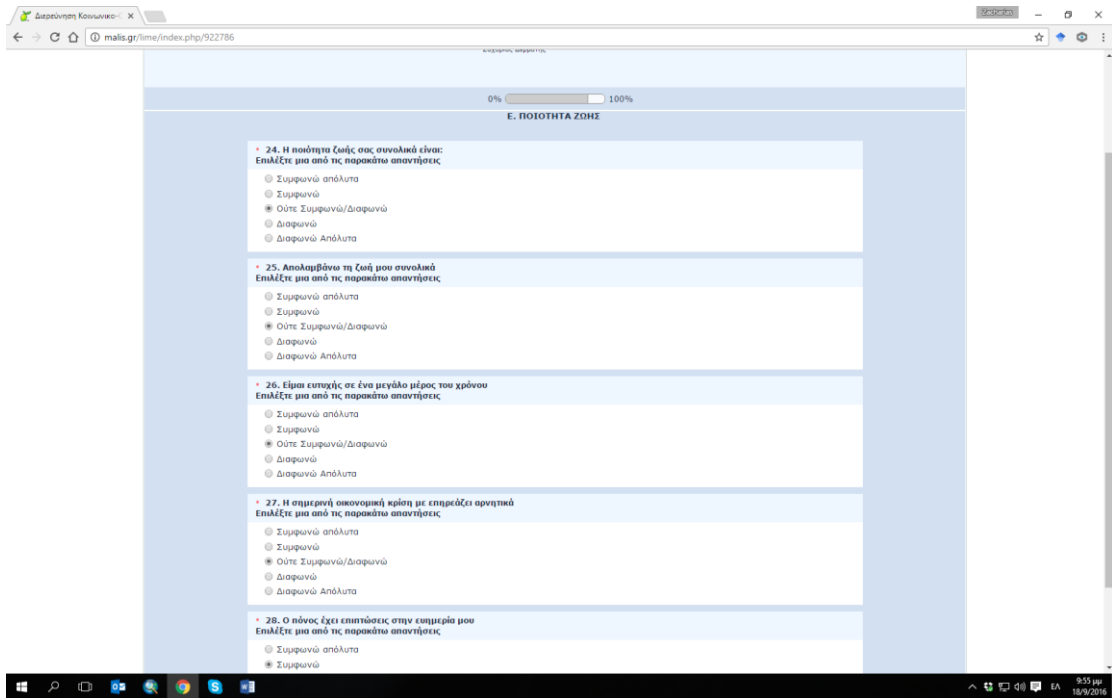 Διερεύνηση Κοινωνικο-
Zacharias
malis.gr/lime/index.php/922786
0% 100%
Ε. ΠΟΙΟΤΗΤΑ ΖΩΗΣ
* 24. Η ποιότητα ζωής σας συνολικά είναι:
Επιλέξτε μια από τις παρακάτω απαντήσεις
Συμφωνώ απόλυτα
Συμφωνώ
Ούτε Συμφωνώ/Διαφωνώ
Διαφωνώ
Διαφωνώ Απόλυτα
* 25. Απολαμβάνω τη ζωή μου συνολικά
Επιλέξτε μια από τις παρακάτω απαντήσεις
Συμφωνώ απόλυτα
Συμφωνώ
Ούτε Συμφωνώ/Διαφωνώ
Διαφωνώ
Διαφωνώ Απόλυτα
* 26. Είμαι ευτυχής σε ένα μεγάλο μέρος του χρόνου
Επιλέξτε μια από τις παρακάτω απαντήσεις
Συμφωνώ απόλυτα
Συμφωνώ
Ούτε Συμφωνώ/Διαφωνώ
Διαφωνώ
Διαφωνώ Απόλυτα
* 27. Η σημερινή οικονομική κρίση με επηρεάζει αρνητικά
Επιλέξτε μια από τις παρακάτω απαντήσεις
Συμφωνώ απόλυτα
Συμφωνώ
Ούτε Συμφωνώ/Διαφωνώ
Διαφωνώ
Διαφωνώ Απόλυτα
* 28. Ο πόνος έχει επιπτώσεις στην ευημερία μου
Επιλέξτε μια από τις παρακάτω απαντήσεις
Συμφωνώ απόλυτα
Συμφωνώ
ΕΛ
9:55 μμ
18/9/2016